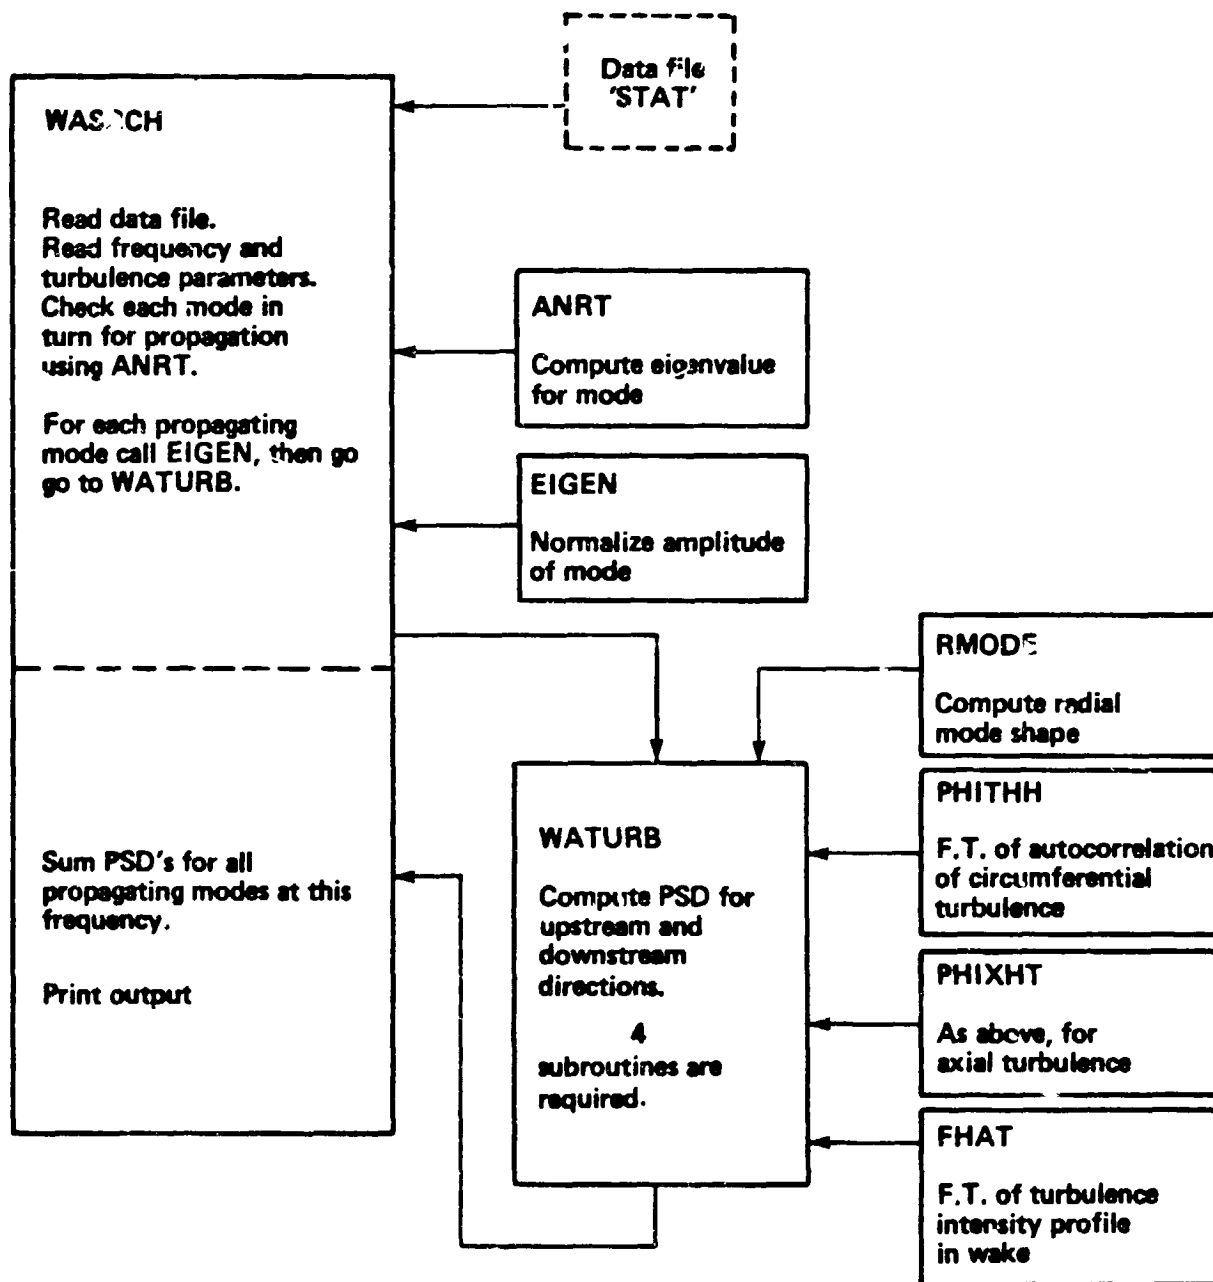 Data file
'STAT'
Read data file.
Read frequency and
turbulence parameters.
Check each mode in
turn for propagation
using ANRT.
For each propagating
mode call EIGEN, then go
go to WATURB.
ANRT
Compute eigenvalue
for mode
EIGEN
Normalize amplitude
of mode
Sum PSD's for all
propagating modes at this
frequency.
Print output
WATURB
Compute PSD for
upstream and
downstream
directions.
4
subroutines are
required.
RMODE
Compute radial
mode shape
PHITHH
F.T. of autocorrelation
of circumferential
turbulence
PHIXHT
As above, for
axial turbulence
FHAT
F.T. of turbulence
intensity profile
in wake